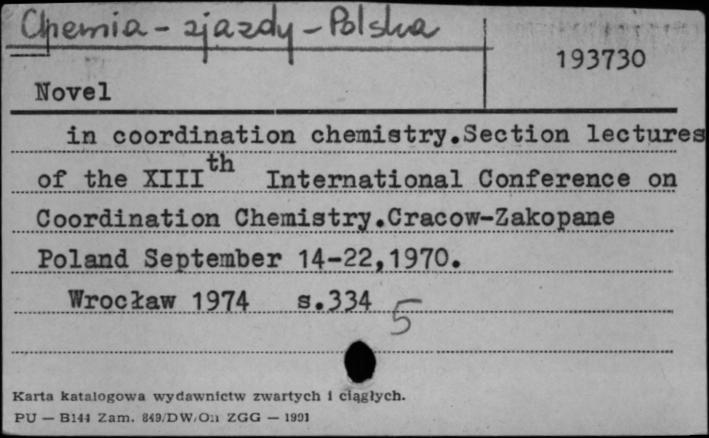 Chemia - zjazdy - Polska
193730
Novel
in coordination chemistry.Section lectures
of the XIIIth International Conference on
Coordination Chemistry.Cracow-Zakopane
Poland September 14-22,1970.
Wrocław 1974 s.334
5
Karta katalogowa wydawnictw zwartych i ciągłych.
PU — B144 Zam. 849/DW/On ZGG — 1991